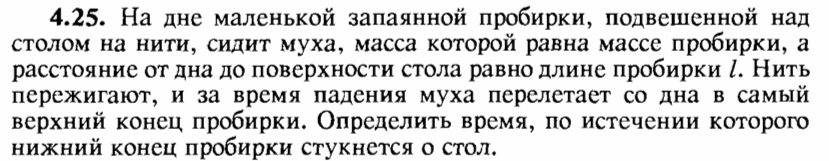 4.25. На дне маленькой запаянной пробирки, подвешенной над
столом на нити, сидит муха, масса которой равна массе пробирки, а
расстояние от дна до поверхности стола равно длине пробирки l. Нить
пережигают, и за время падения муха перелетает со дна в самый
верхний конец пробирки. Определить время, по истечении которого
нижний конец пробирки стукнется о стол.